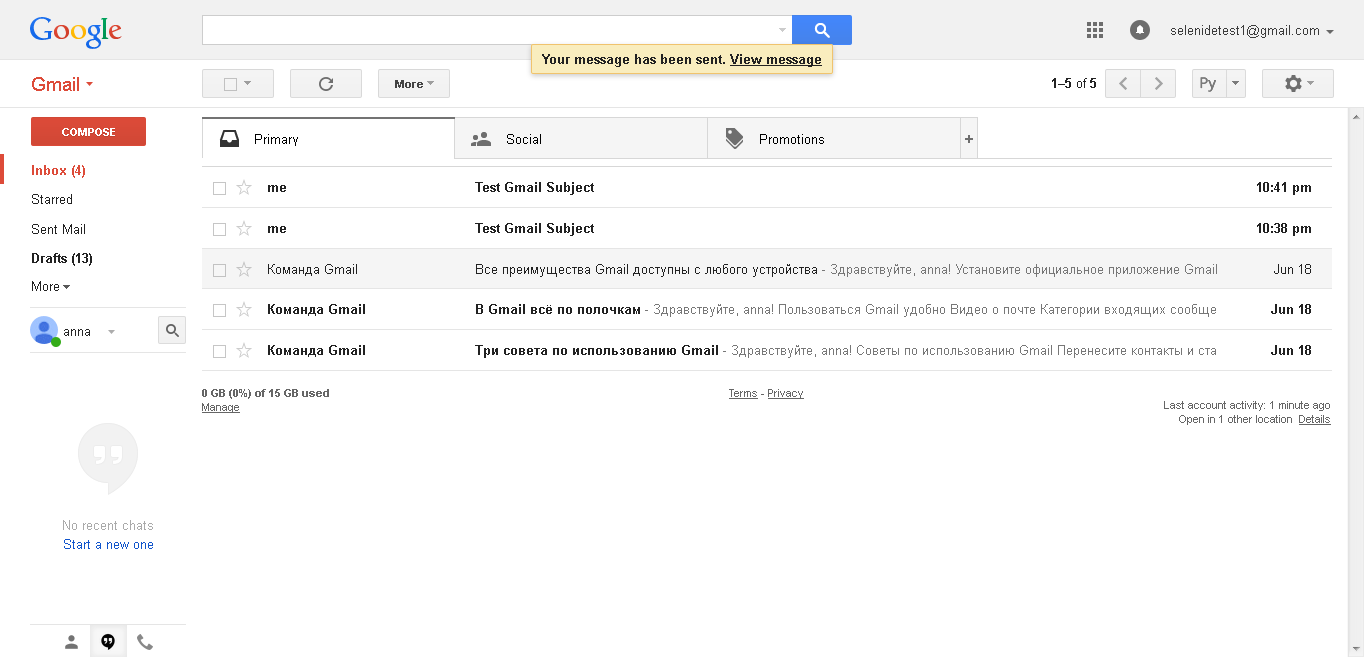 Google
selenidetest1@gmail.com
Your message has been sent. View message
Gmail
More
1–5 of 5
Ру
COMPOSE
Primary
Social
Promotions
+
Inbox (4)
Starred
Sent Mail
Drafts (13)
More
me Test Gmail Subject 10:41 pm
me Test Gmail Subject 10:38 pm
Команда Gmail Все преимущества Gmail доступны с любого устройства - Здравствуйте, anna! Установите официальное приложение Gmail Jun 18
Команда Gmail В Gmail всё по полочкам - Здравствуйте, anna! Пользоваться Gmail удобно Видео о почте Категории входящих сообще Jun 18
Команда Gmail Три совета по использованию Gmail - Здравствуйте, anna! Советы по использованию Gmail Перенесите контакты и ста Jun 18
anna
0 GB (0%) of 15 GB used
Manage
Terms - Privacy
Last account activity: 1 minute ago
Open in 1 other location Details
No recent chats
Start a new one